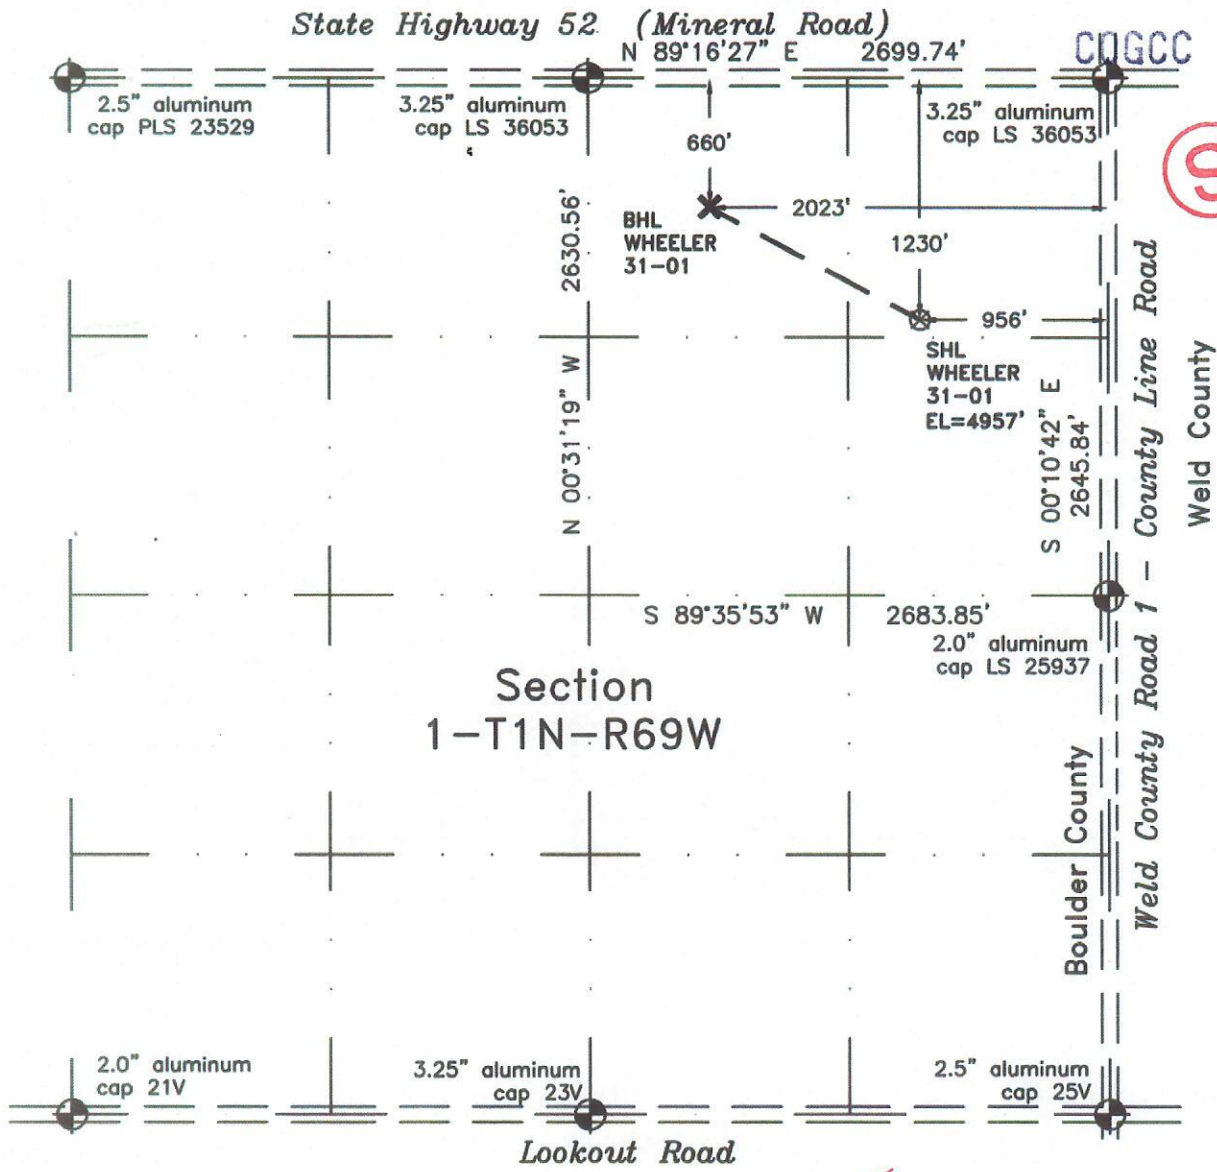 State Highway 52 (Mineral Road)
N 89°16'27" E 2699.74'
COGCC
2.5" aluminum
cap PLS 23529
3.25" aluminum
cap LS 36053
3.25" aluminum
cap LS 36053
660'
2023'
1230'
BHL
WHEELER
31-01
956'
SHL
WHEELER
31-01
EL=4957'
N 00°31'19" W 2630.56'
S 00°10'42" E
2645.84'
Weld County Road 1 - County Line Road
Weld County
S 89°35'53" W 2683.85'
2.0" aluminum
cap LS 25937
Section
1-T1N-R69W
Boulder County
2.0" aluminum
cap 21V
3.25" aluminum
cap 23V
2.5" aluminum
cap 25V
Lookout Road